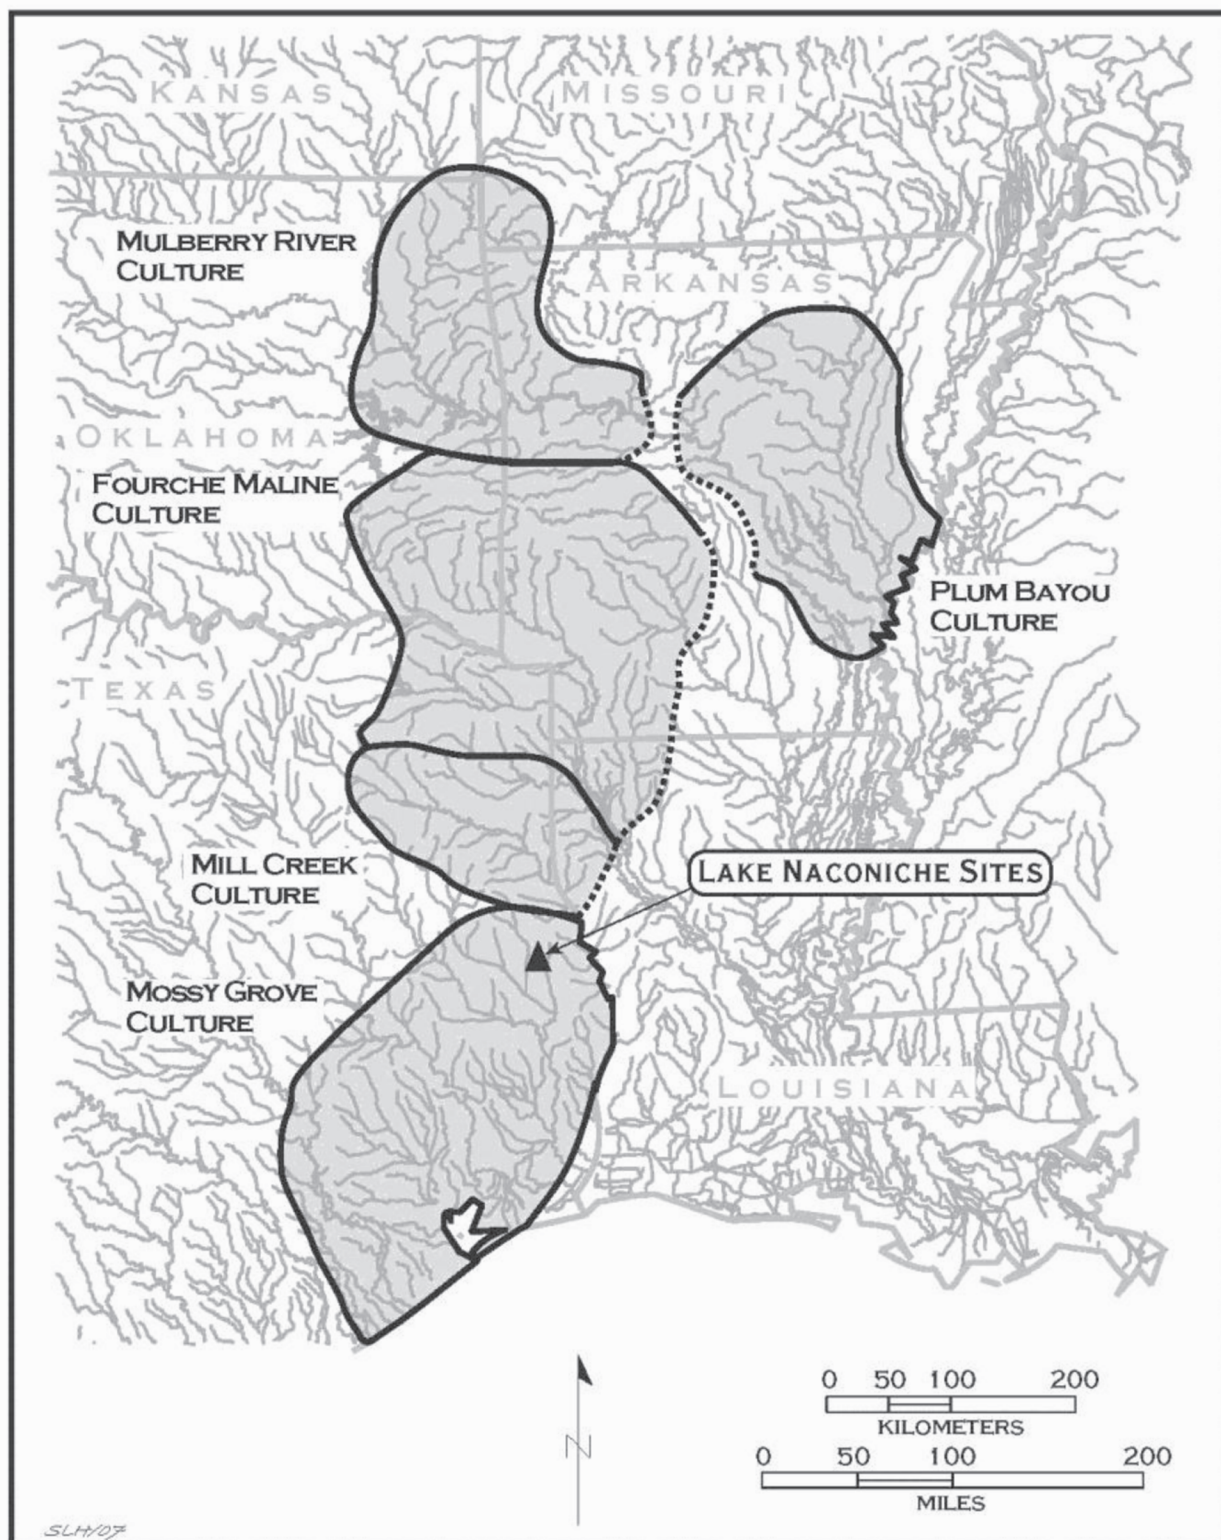 KANSAS
MISSOURI
MULBERRY RIVER
CULTURE
ARKANSAS
OKLAHOMA
FOURCHE MALINE
CULTURE
PLUM BAYOU
CULTURE
TEXAS
MILL CREEK
CULTURE
LAKE NACONICHE SITES
MOSSY GROVE
CULTURE
LOUISIANA
N
0 50 100 200
KILOMETERS
0 50 100 200
MILES
SLH/07